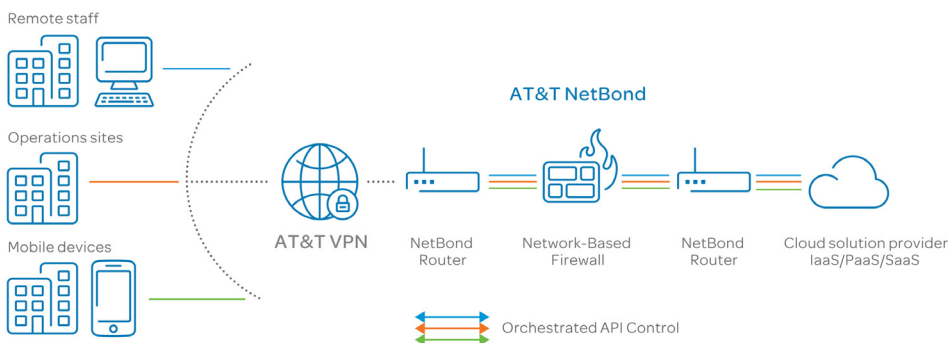 Remote staff
AT&T NetBond
Operations sites
Mobile devices
AT&T VPN
NetBond
Router
Network-Based
Firewall
NetBond
Router
Cloud solution provider
IaaS/PaaS/SaaS
Orchestrated API Control